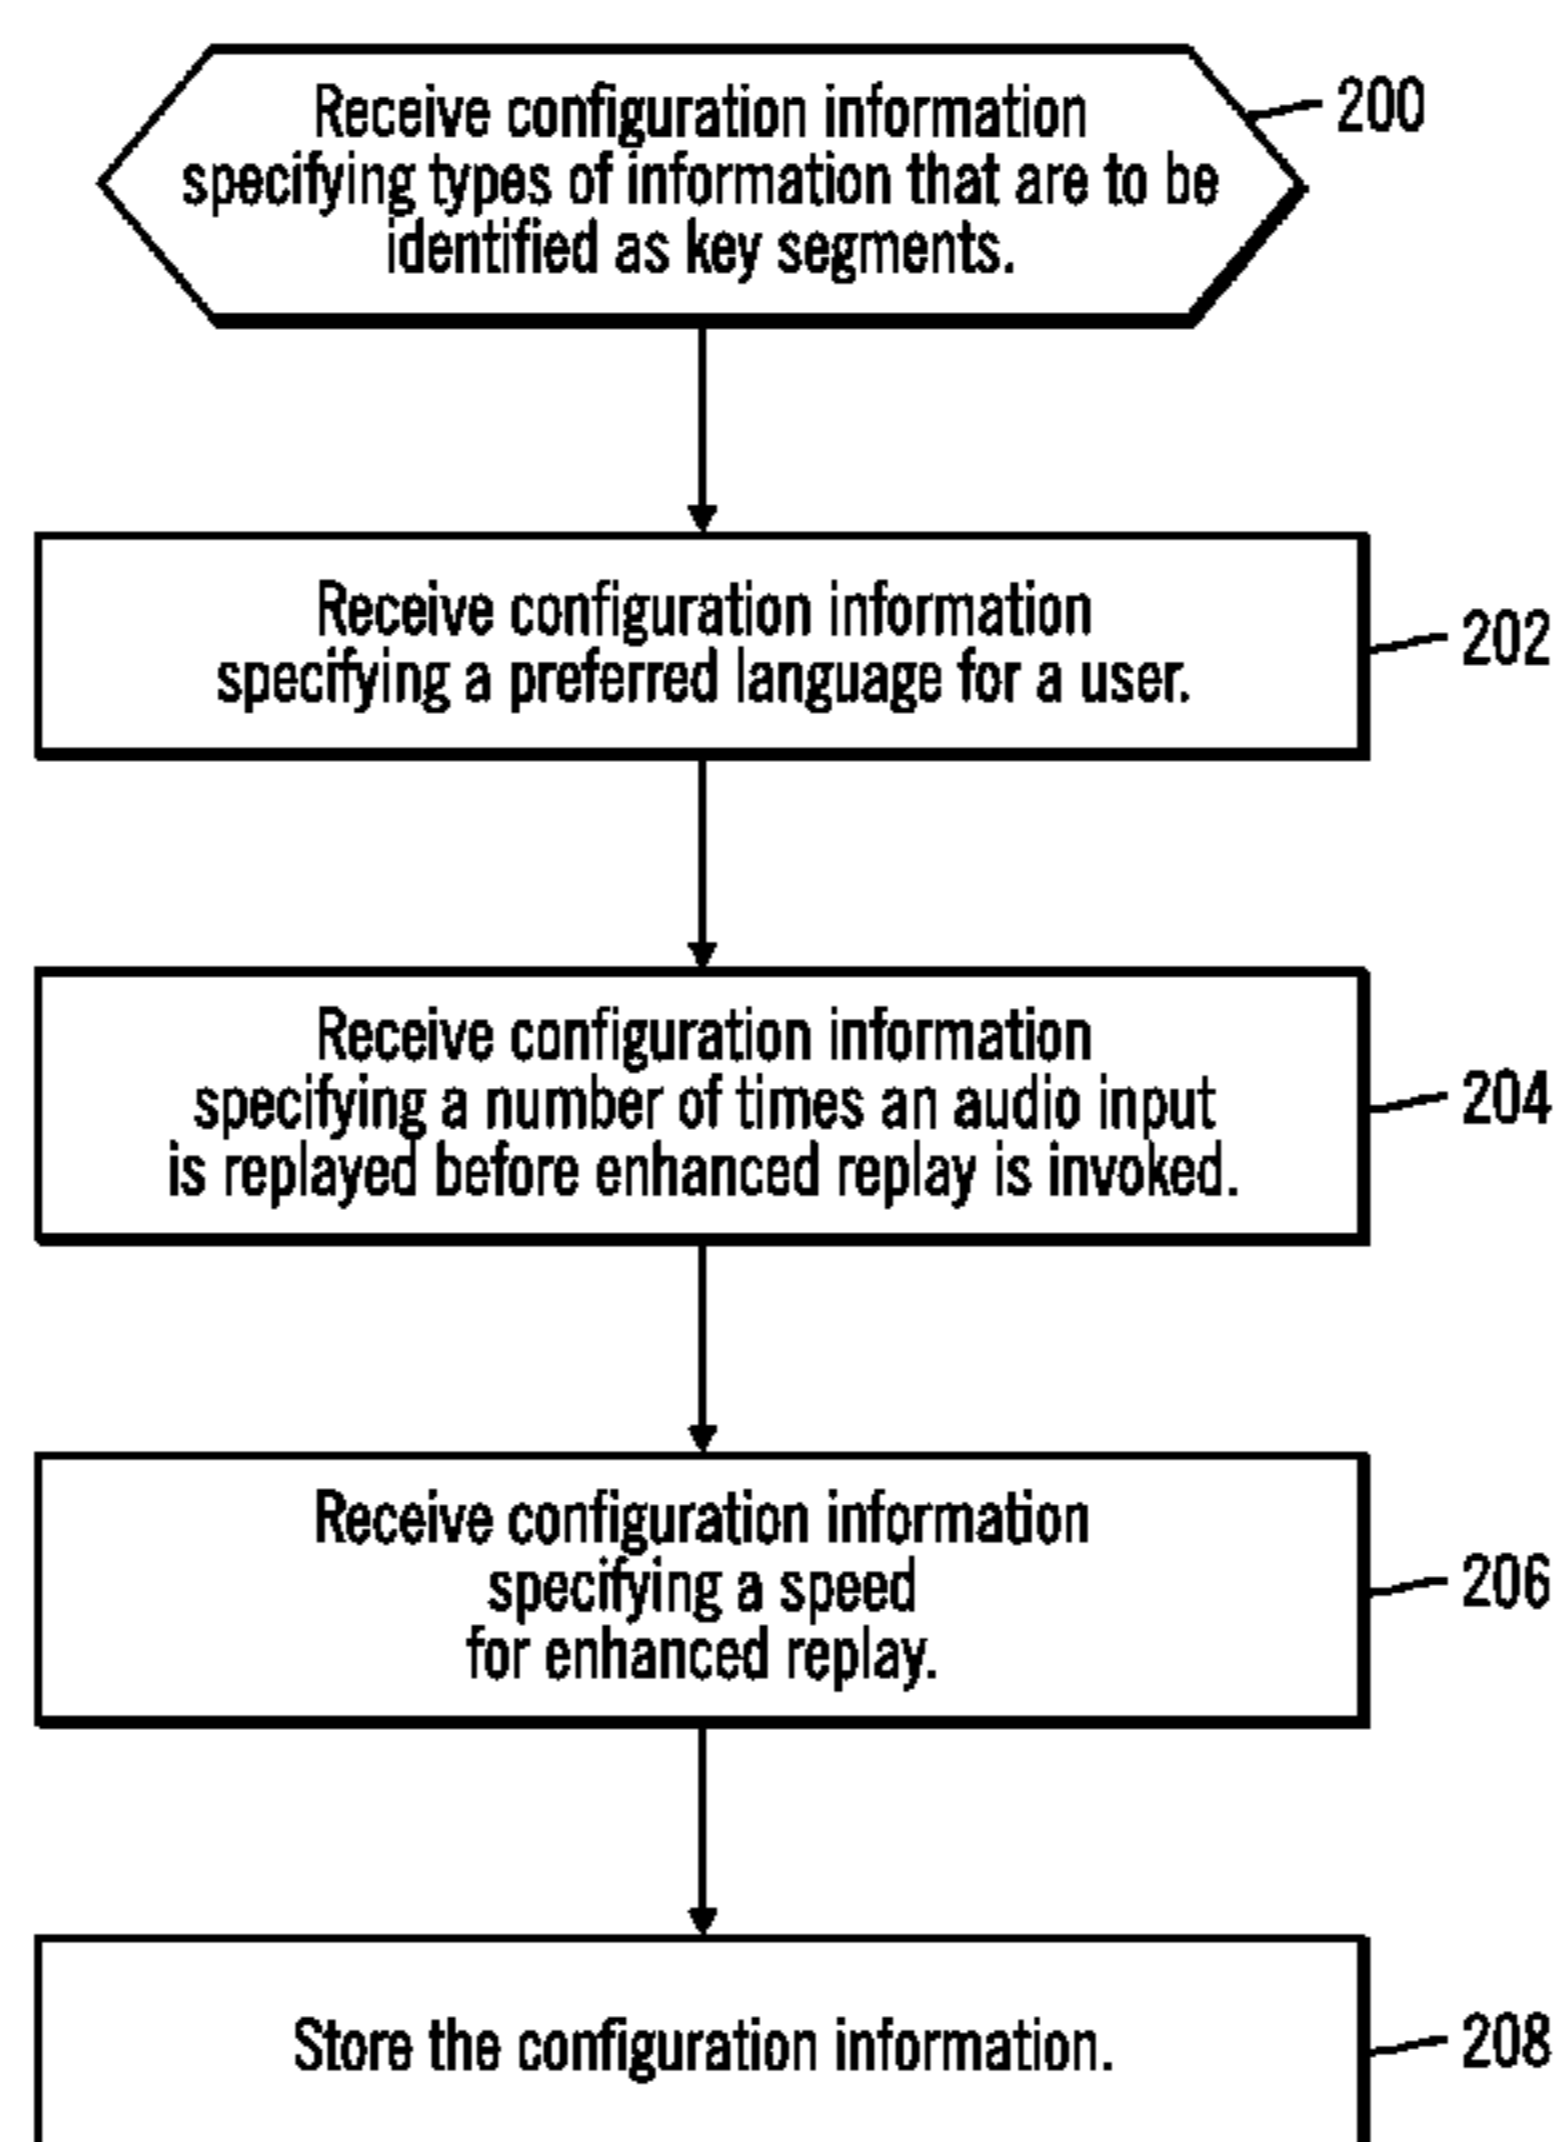 Receive configuration information
specifying types of information that are to be
identified as key segments.
200
Receive configuration information
specifying a preferred language for a user.
202
Receive configuration information
specifying a number of times an audio input
is replayed before enhanced replay is invoked.
204
Receive configuration information
specifying a speed
for enhanced replay.
206
Store the configuration information.
208